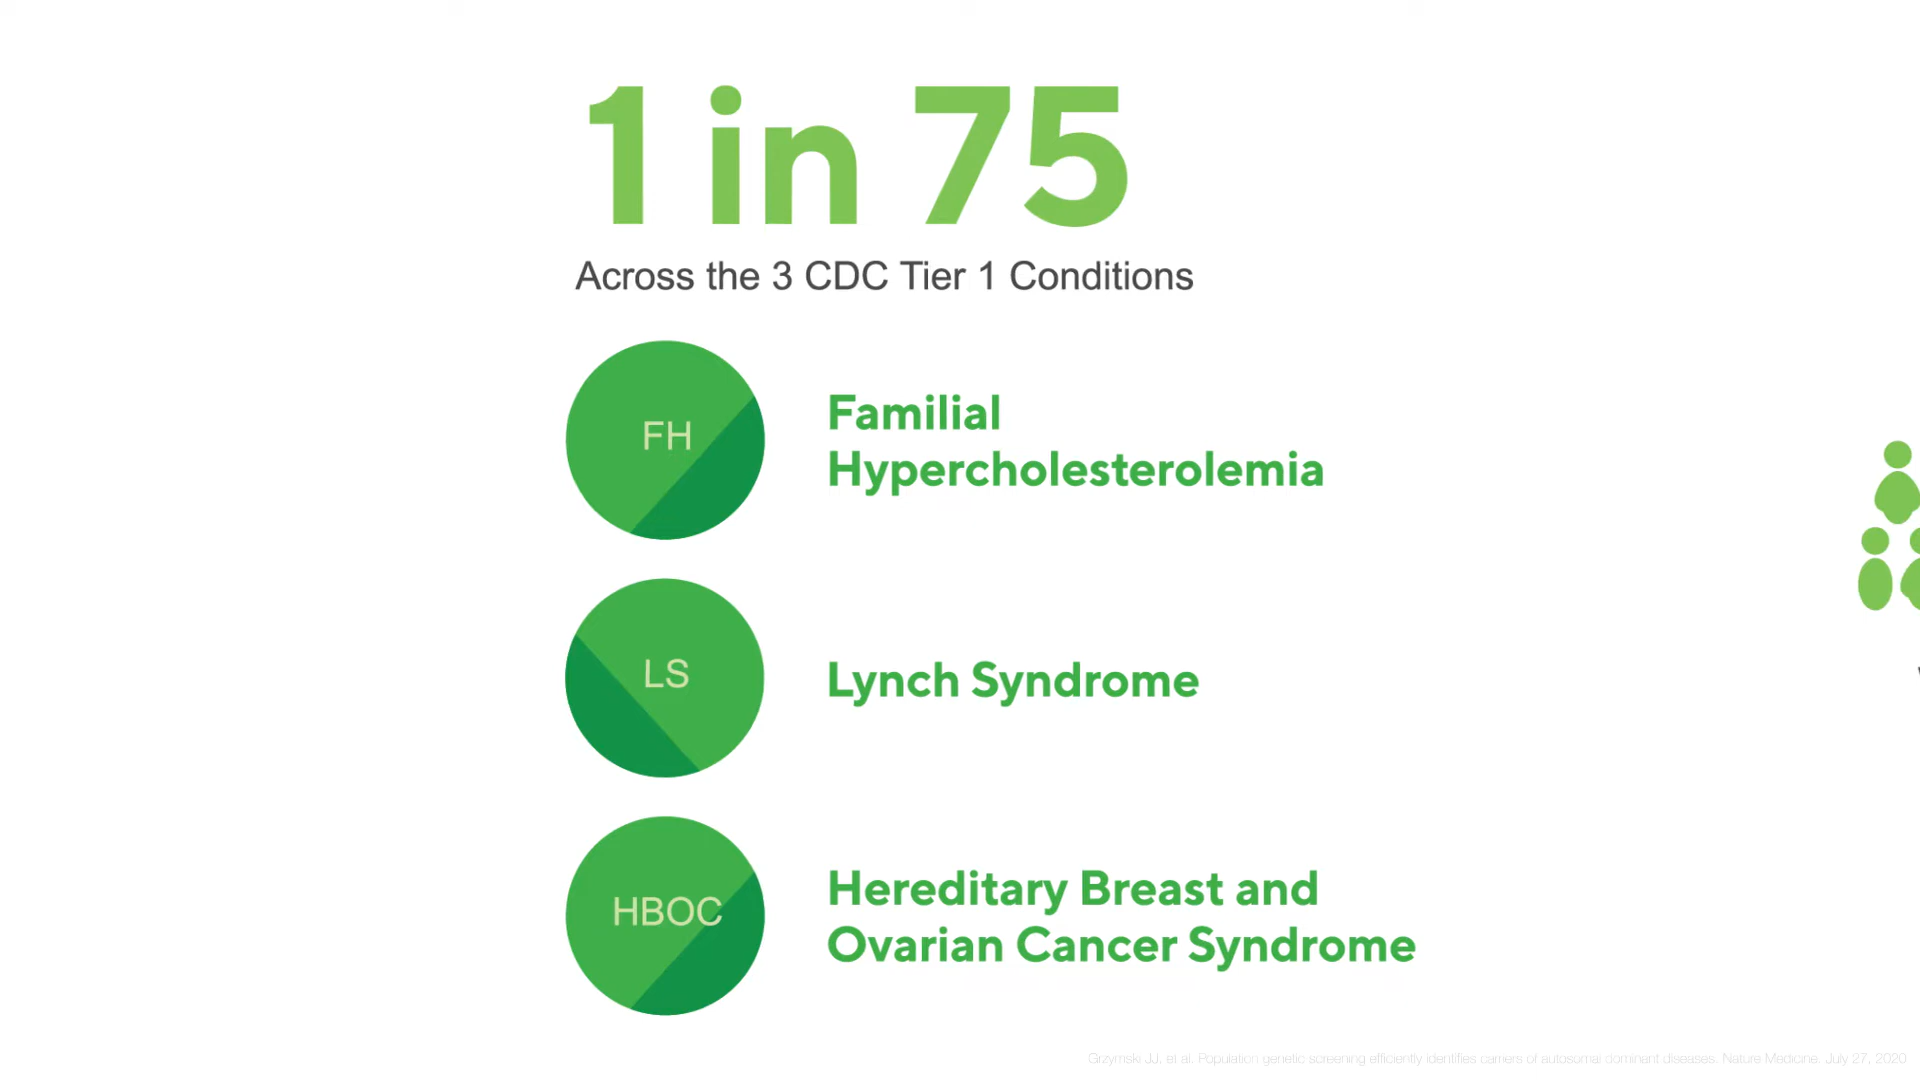 1 in 75
Across the 3 CDC Tier 1 Conditions
FH
Familial
Hypercholesterolemia
LS
Lynch Syndrome
HBOC
Hereditary Breast and
Ovarian Cancer Syndrome
Grzymski JJ, et al. Population genetic screening efficiently identifies carriers of autosomal dominant diseases. Nature Medicine. July 27, 2020